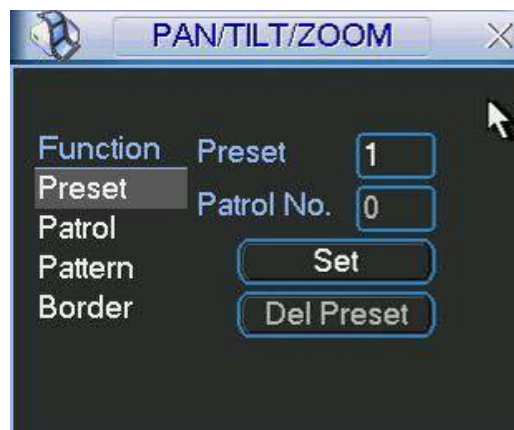 PAN/TILT/ZOOM
Function
Preset
Patrol
Pattern
Border
Preset 1
Patrol No. 0
Set
Del Preset